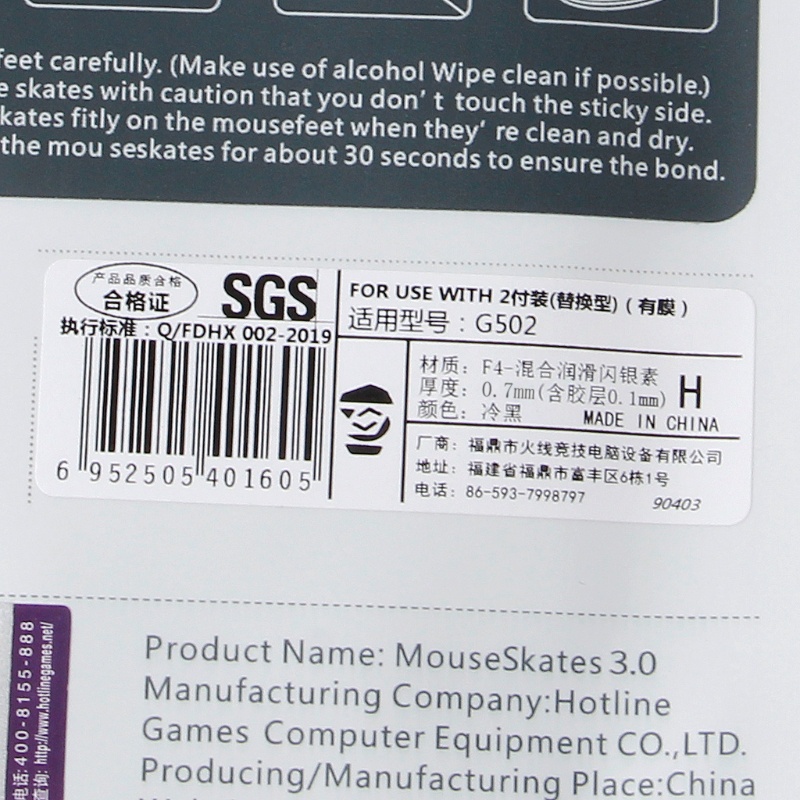 feet carefully. (Make use of alcohol Wipe clean if possible.)
e skates with caution that you don't touch the sticky side.
kates fitly on the mousefeet when they're clean and dry.
the mou seskates for about 30 seconds to ensure the bond.
产品品质合格
合格证
SGS
执行标准：Q/FDHX 002-2019
6 952505 401605
FOR USE WITH 2付装(替换型)（有膜）
适用型号：G502
材质：F4-混合润滑闪银素
厚度：0.7mm(含胶层0.1mm)
H
颜色：冷黑
MADE IN CHINA
厂商：福鼎市火线竞技电脑设备有限公司
地址：福建省福鼎市富丰区6栋1号
电话：86-593-7998797
90403
电话:400-8155-888
查询: http://www.hotlinegames.net/
Product Name: MouseSkates 3.0
Manufacturing Company:Hotline
Games Computer Equipment CO.,LTD.
Producing/Manufacturing Place:China